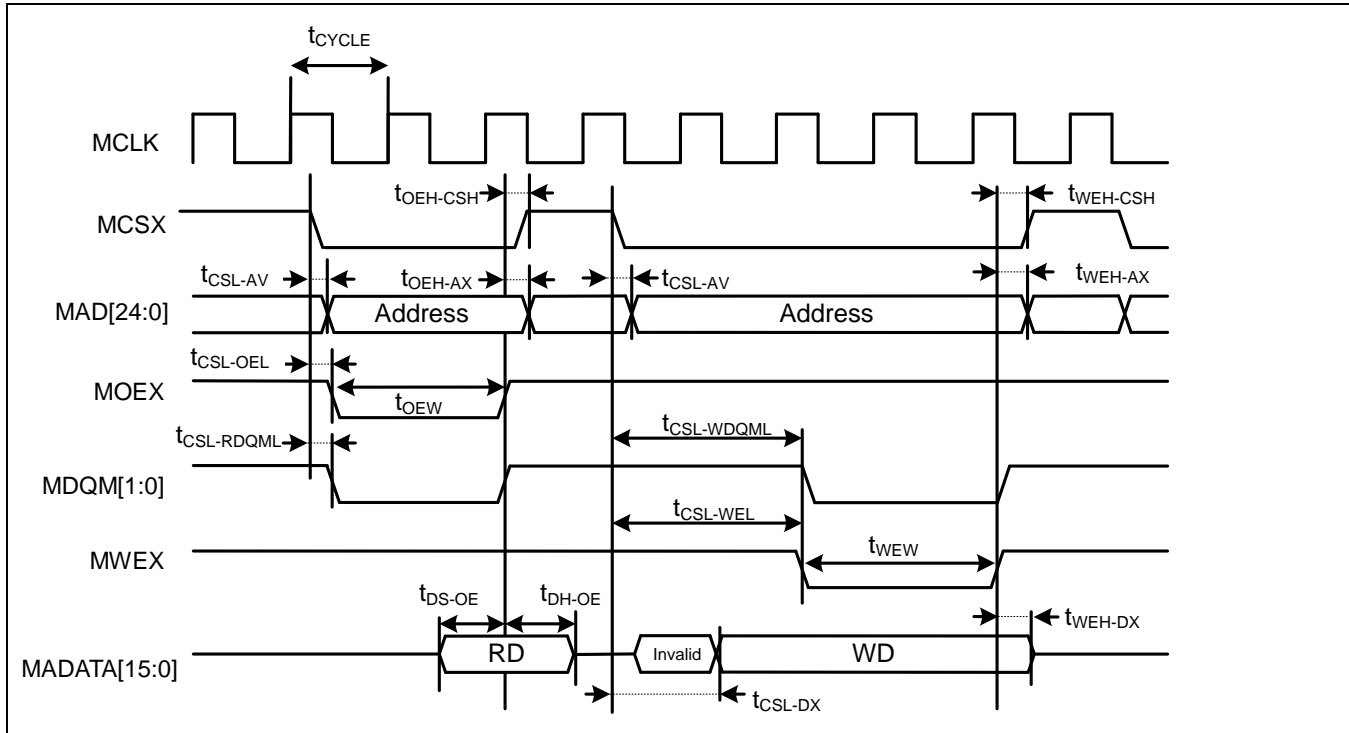 tCYCLE
MCLK
tOEH-CSH
tWEH-CSH
MCSX
tCSL-AV
tOEH-AX
tCSL-AV
tWEH-AX
MAD[24:0]
Address
Address
tCSL-OEL
MOEX
tOEW
tCSL-RDQML
tCSL-WDQML
MDQM[1:0]
tCSL-WEL
MWEX
tWEW
tDS-OE
tDH-OE
tWEH-DX
MADATA[15:0]
RD
Invalid
WD
tCSL-DX